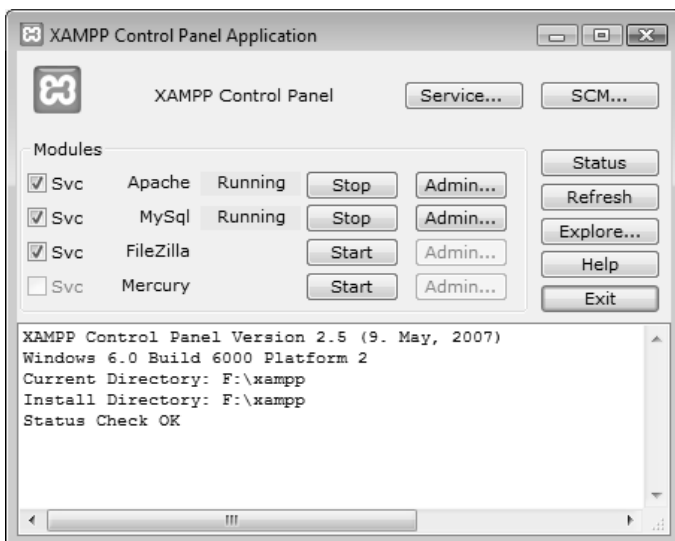 XAMPP Control Panel Application
XAMPP Control Panel Service... SCM...
Modules
Status
Svc Apache Running Stop Admin...
Refresh
Svc MySql Running Stop Admin...
Explore...
Svc FileZilla Start Admin...
Help
Svc Mercury Start Admin...
Exit
XAMPP Control Panel Version 2.5 (9. May, 2007)
Windows 6.0 Build 6000 Platform 2
Current Directory: F:\xampp
Install Directory: F:\xampp
Status Check OK